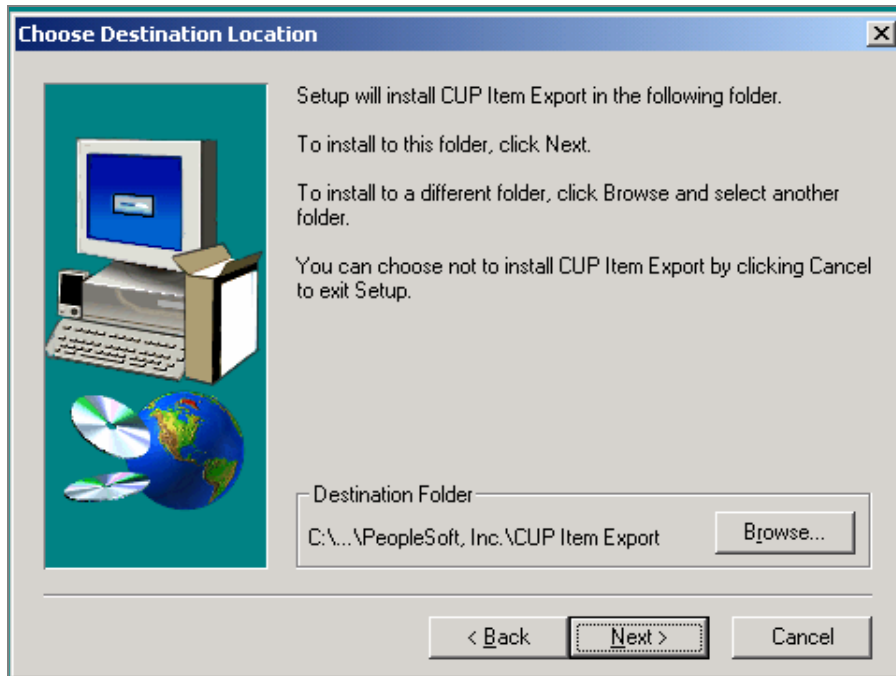 Choose Destination Location
Setup will install CUP Item Export in the following folder.
To install to this folder, click Next.
To install to a different folder, click Browse and select another
folder.
You can choose not to install CUP Item Export by clicking Cancel
to exit Setup.
Destination Folder
C:\...\PeopleSoft, Inc.\CUP Item Export
Browse...
< Back
Next >
Cancel